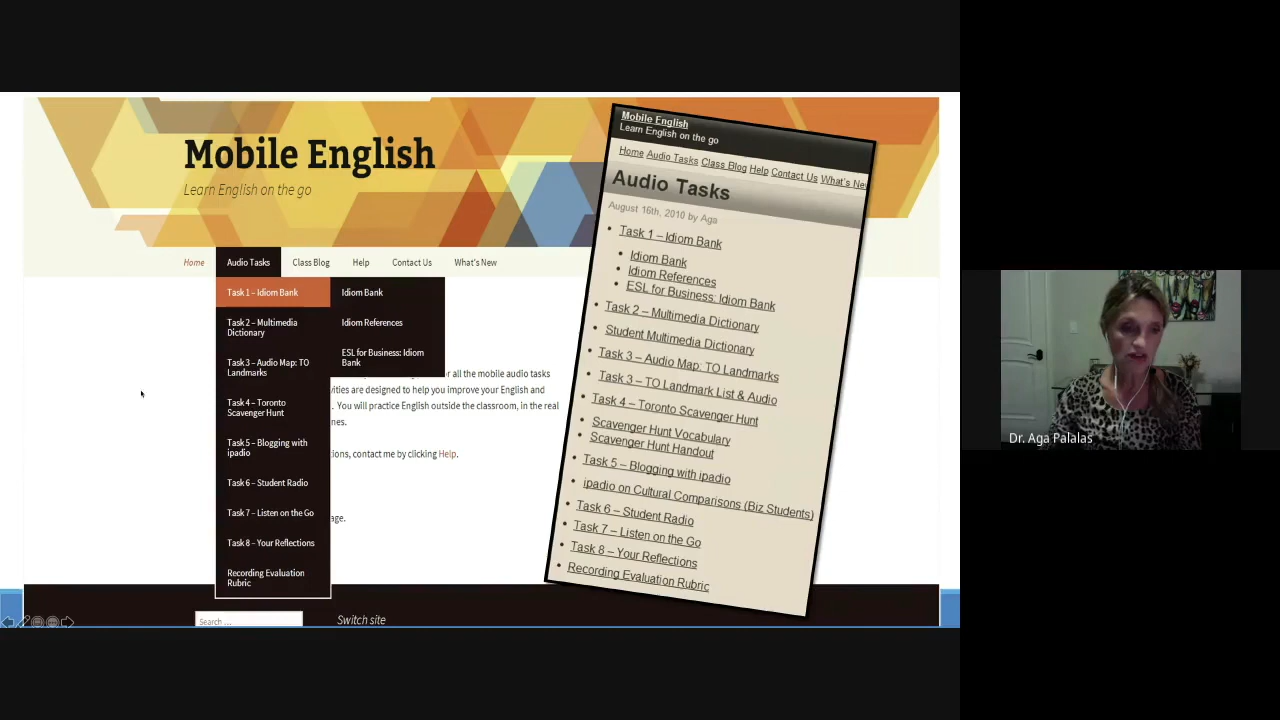 Mobile English
Learn English on the go
Home Audio Tasks Class Blog Help Contact Us What's New
Task 1 – Idiom Bank
Task 2 – Multimedia
Dictionary
Task 3 – Audio Map: TO
Landmarks
Task 4 – Toronto
Scavenger Hunt
Task 5 – Blogging with
ipadio
Task 6 – Student Radio
Task 7 – Listen on the Go
Task 8 – Your Reflections
Recording Evaluation
Rubric
Idiom Bank
Idiom References
ESL for Business: Idiom
Bank
or all the mobile audio tasks
ivities are designed to help you improve your English and
. You will practice English outside the classroom, in the real
nes.
ions, contact me by clicking Help.
age.
Search ...
Switch site
Mobile English
Learn English on the go
Home Audio Tasks Class Blog Help Contact Us What's New
Audio Tasks
August 16th, 2010 by Aga
Task 1 – Idiom Bank
Idiom Bank
Idiom References
ESL for Business: Idiom Bank
Task 2 – Multimedia Dictionary
Student Multimedia Dictionary
Task 3 – Audio Map: TO Landmarks
Task 3 – TO Landmark List & Audio
Task 4 – Toronto Scavenger Hunt
Scavenger Hunt Vocabulary
Scavenger Hunt Handout
Task 5 – Blogging with ipadio
ipadio on Cultural Comparisons (Biz Students)
Task 6 – Student Radio
Task 7 – Listen on the Go
Task 8 – Your Reflections
Recording Evaluation Rubric
Dr. Aga Palalas